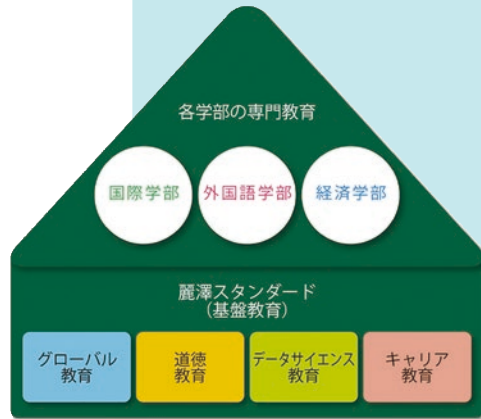 各学部の専門教育
国際学部 外国語学部 経済学部
麗澤スタンダード
（基盤教育）
グローバル 道徳 データサイエンス キャリア
教育 教育 教育 教育